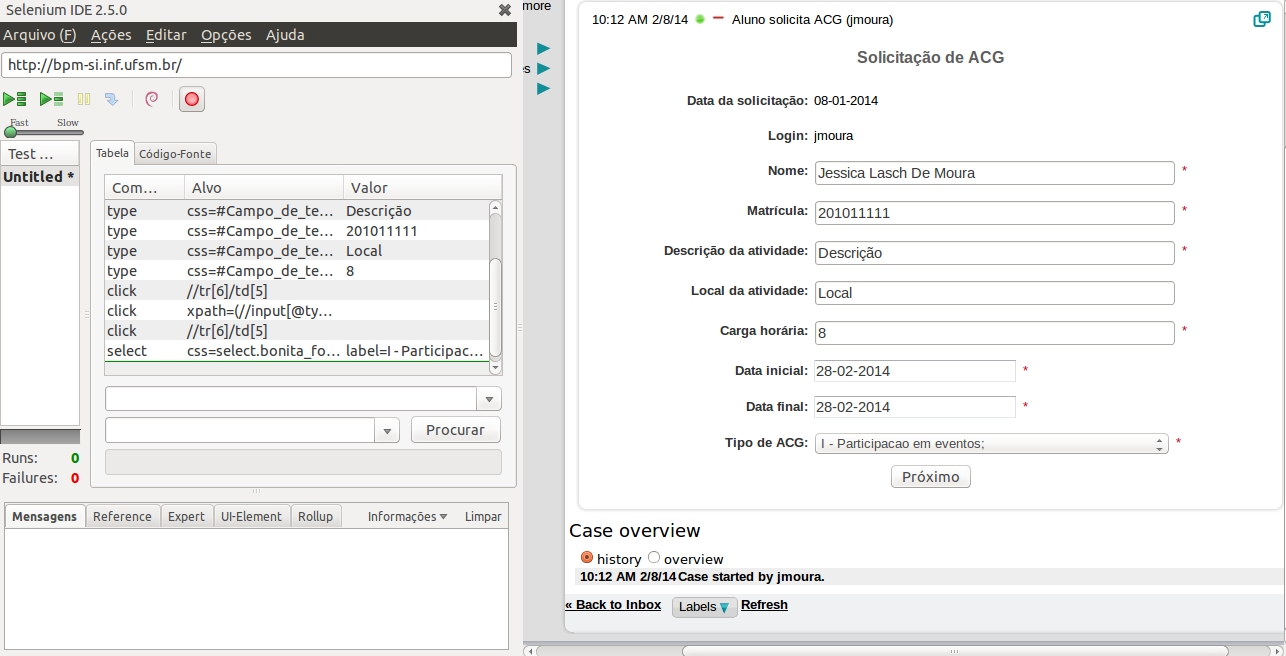 Selenium IDE 2.5.0
Arquivo (F) Ações Editar Opções Ajuda
http://bpm-si.inf.ufsm.br/
Fast Slow
Test ...
Untitled *
Tabela Código-Fonte
Com... Alvo Valor
type css=#Campo_de_te... Descrição
type css=#Campo_de_te... 201011111
type css=#Campo_de_te... Local
type css=#Campo_de_te... 8
click //tr[6]/td[5]
click xpath=(//input[@ty...
click //tr[6]/td[5]
select css=select.bonita_fo... label=I - Participac...
Procurar
Runs: 0
Failures: 0
Mensagens Reference Expert UI-Element Rollup Informações Limpar
more
es
10:12 AM 2/8/14 Aluno solicita ACG (jmoura)
Solicitação de ACG
Data da solicitação: 08-01-2014
Login: jmoura
Nome: Jessica Lasch De Moura *
Matrícula: 201011111 *
Descrição da atividade: Descrição *
Local da atividade: Local
Carga horária: 8 *
Data inicial: 28-02-2014 *
Data final: 28-02-2014 *
Tipo de ACG: I - Participacao em eventos; *
Próximo
Case overview
history overview
10:12 AM 2/8/14 Case started by jmoura.
« Back to Inbox Labels Refresh